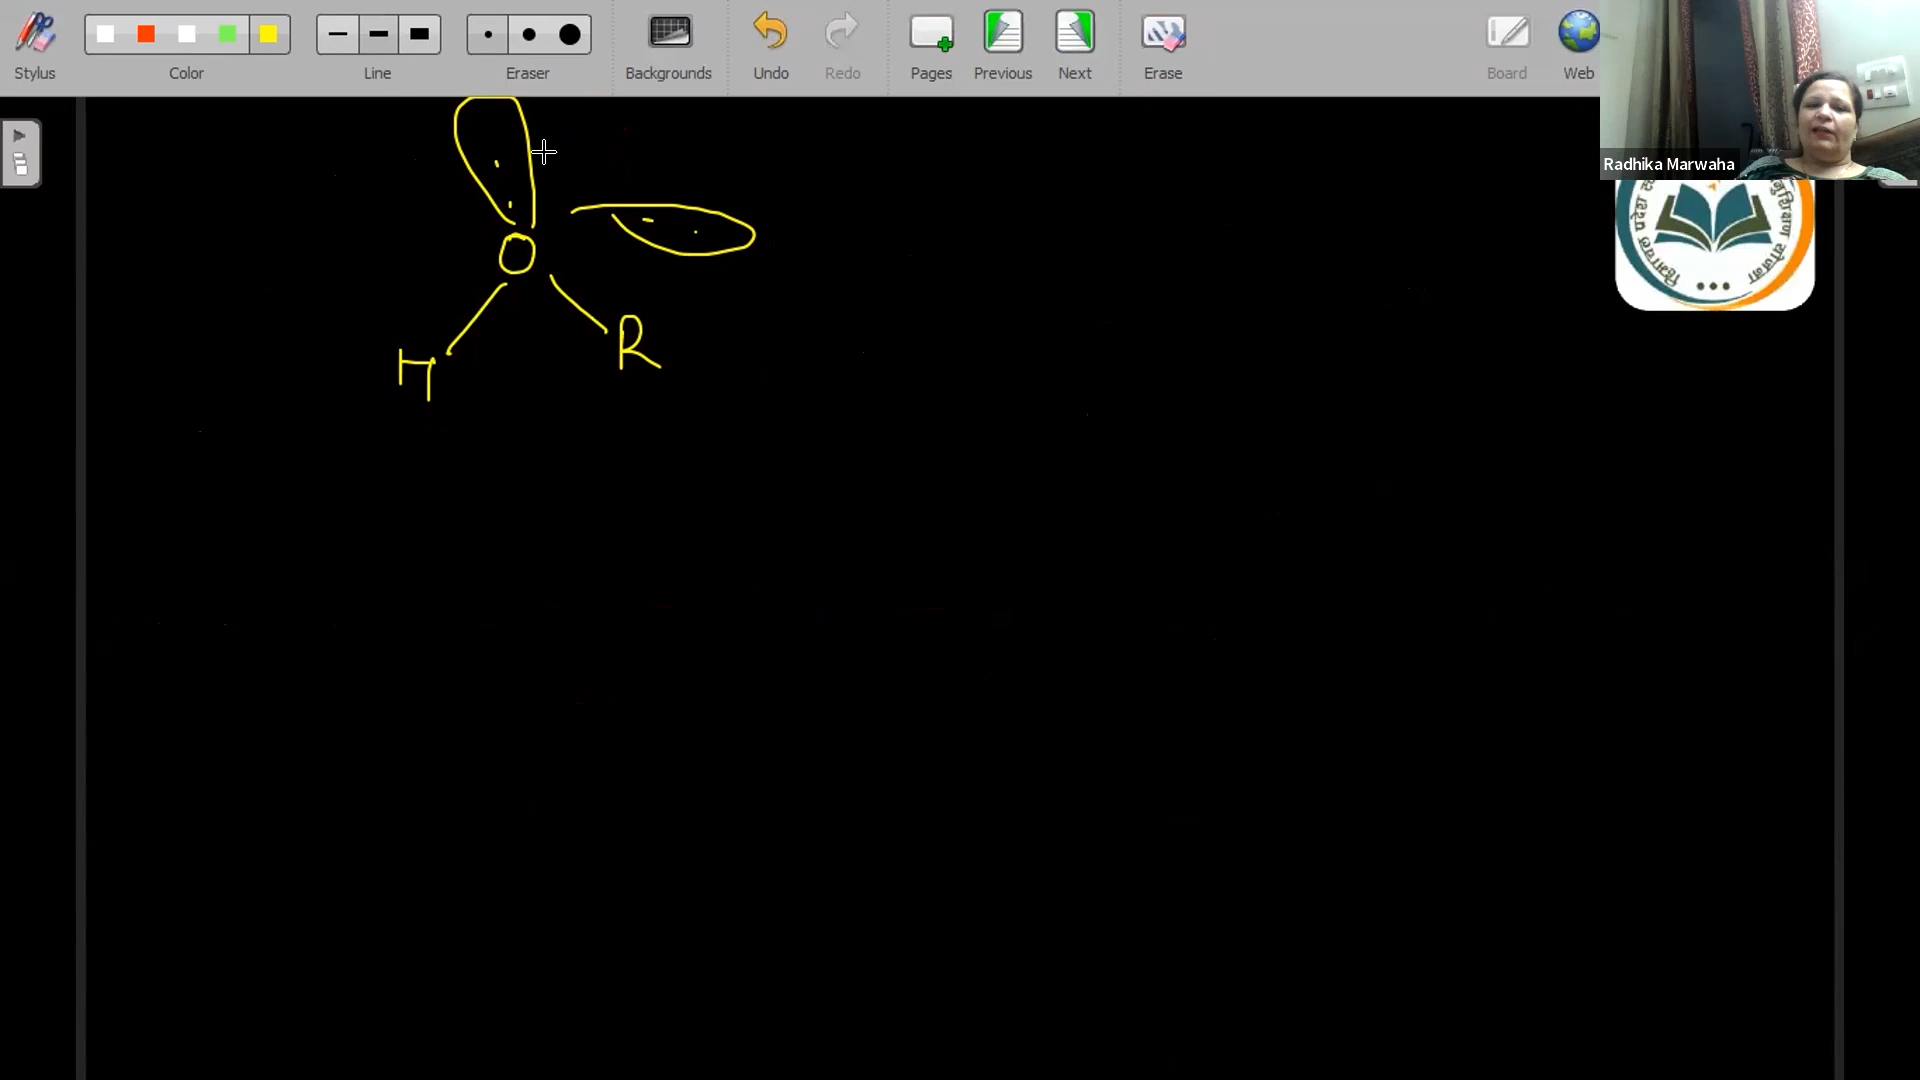 Stylus
Color
Line
Eraser
Backgrounds
Undo
Redo
Pages
Previous
Next
Erase
Board
Web
Radhika Marwaha
O
H
R